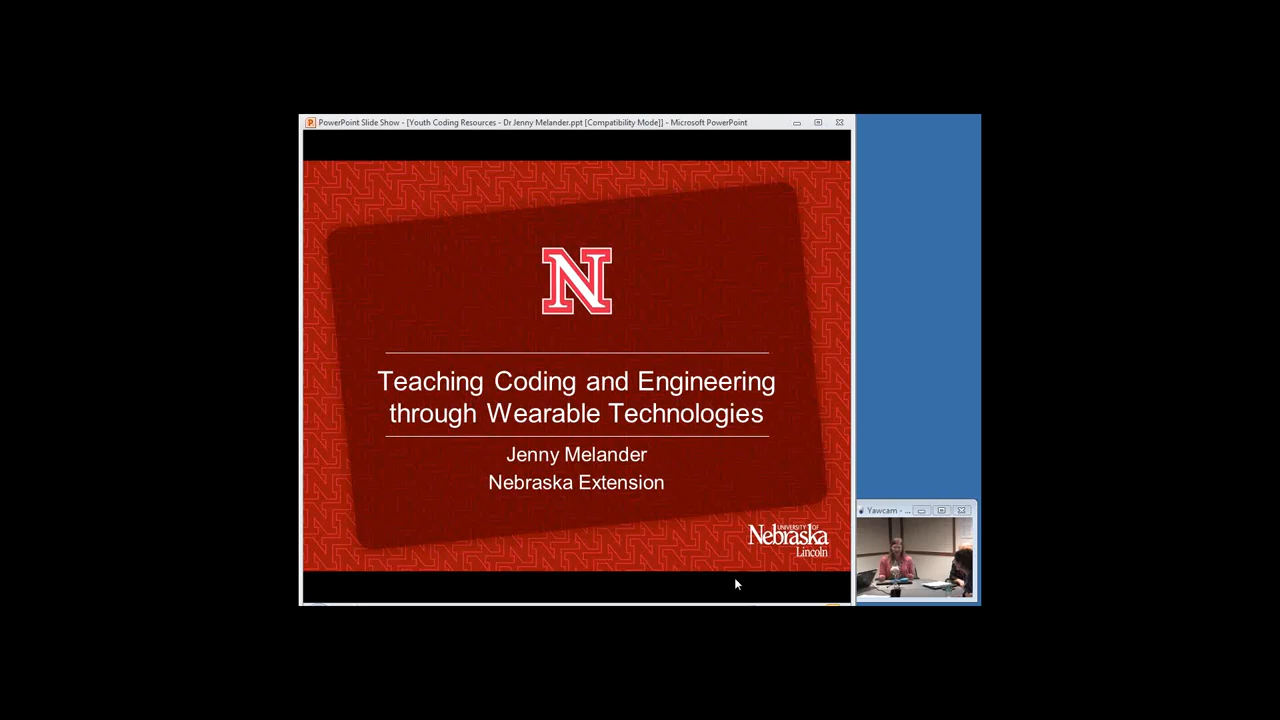 PowerPoint Slide Show - [Youth Coding Resources - Dr Jenny Melander.ppt [Compatibility Mode]] - Microsoft PowerPoint
N
Teaching Coding and Engineering
through Wearable Technologies
Jenny Melander
Nebraska Extension
UNIVERSITY OF
Nebraska
Lincoln
Yawcam - ...